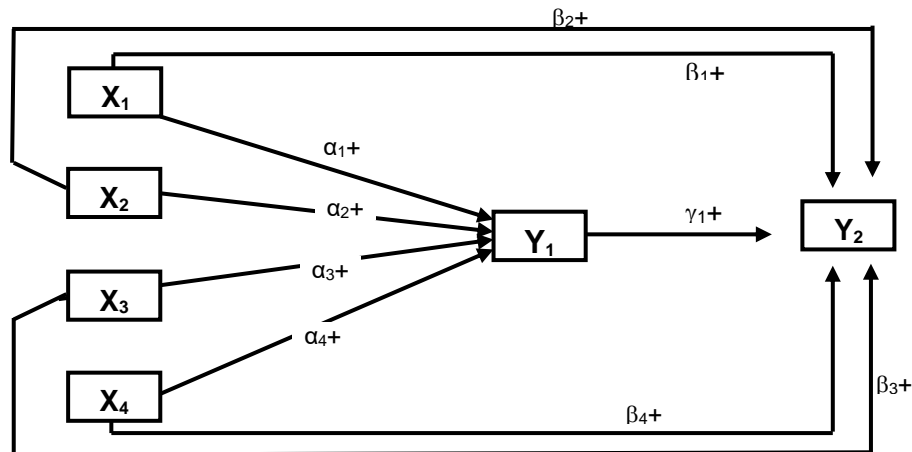 β₂+
β₁+
X₁
α₁+
X₂
α₂+
Y₁
γ₁+
Y₂
α₃+
X₃
α₄+
X₄
β₃+
β₄+